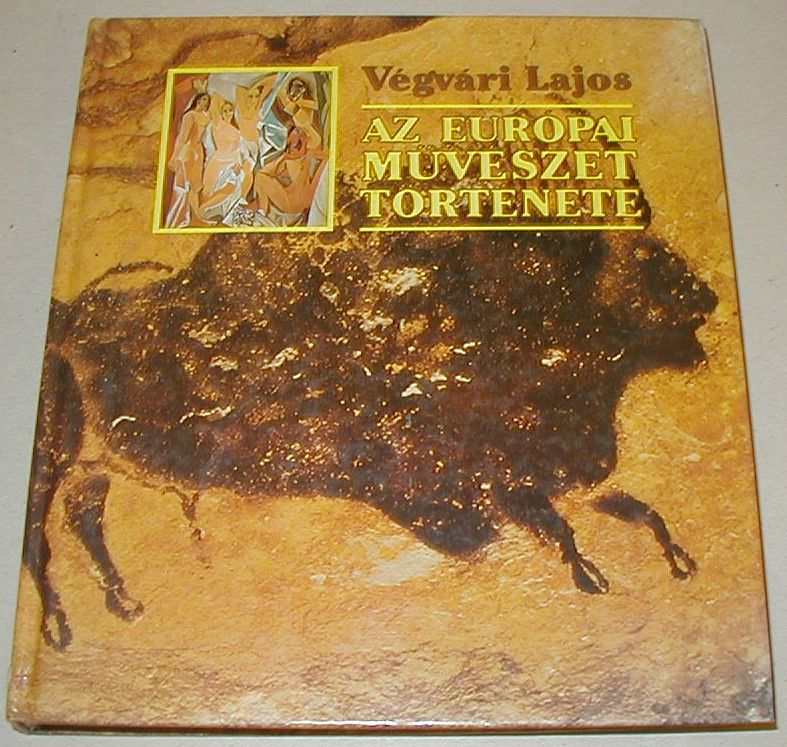 Végvári Lajos
AZ EURÓPAI
MŰVÉSZET
TÖRTÉNETE